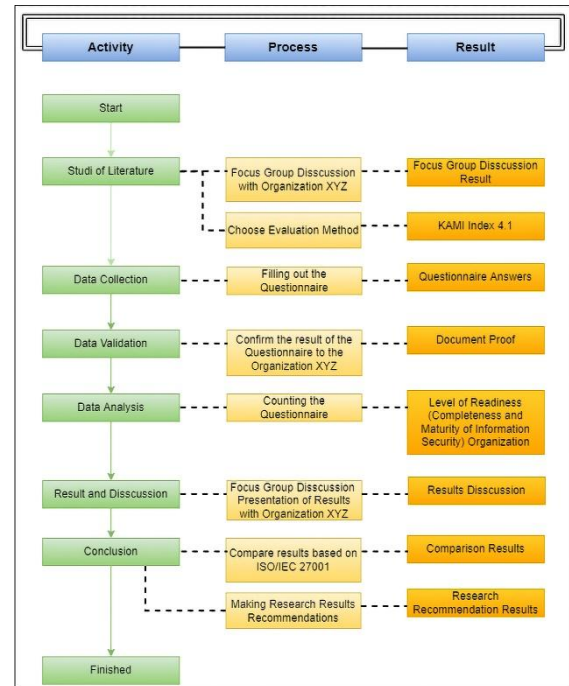 Activity
Process
Result
Start
Studi of Literature
Focus Group Disscussion
with Organization XYZ
Focus Group Disscussion
Result
Choose Evaluation Method
KAMI Index 4.1
Data Collection
Filling out the
Questionnaire
Questionnaire Answers
Data Validation
Confirm the result of the
Questionnaire to the
Organization XYZ
Document Proof
Data Analysis
Counting the
Questionnaire
Level of Readiness
(Completeness and
Maturity of Information
Security) Organization
Result and Disscussion
Focus Group Disscussion
Presentation of Results
with Organization XYZ
Results Disscussion
Conclusion
Compare results based on
ISO/IEC 27001
Comparison Results
Making Research Results
Recommendations
Research
Recommendation Results
Finished